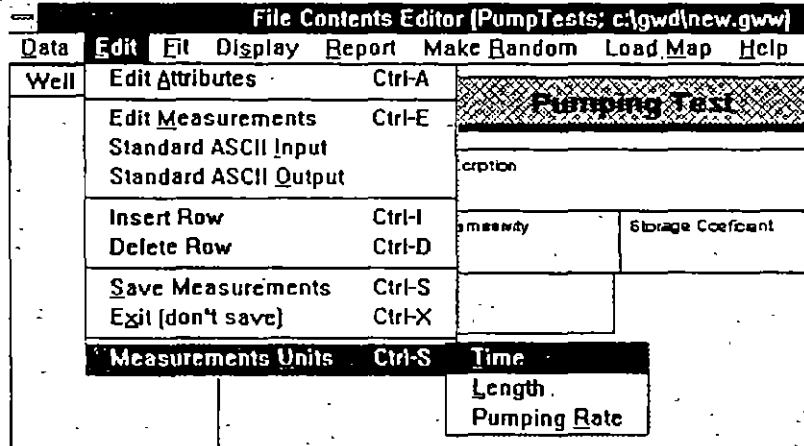 File Contents Editor (PumpTests; c:\gwd\new.gww)
Data Edit Fit Display Report Make Random Load Map Help
Well
Pumping Test
Edit Attributes Ctrl-A
Edit Measurements Ctrl-E
Standard ASCII Input
Standard ASCII Output
Insert Row Ctrl-I
Delete Row Ctrl-D
Storage Coefficient
Save Measurements Ctrl-S
Exit (don't save) Ctrl-X
Measurements Units Ctrl-S
Time
Length
Pumping Rate